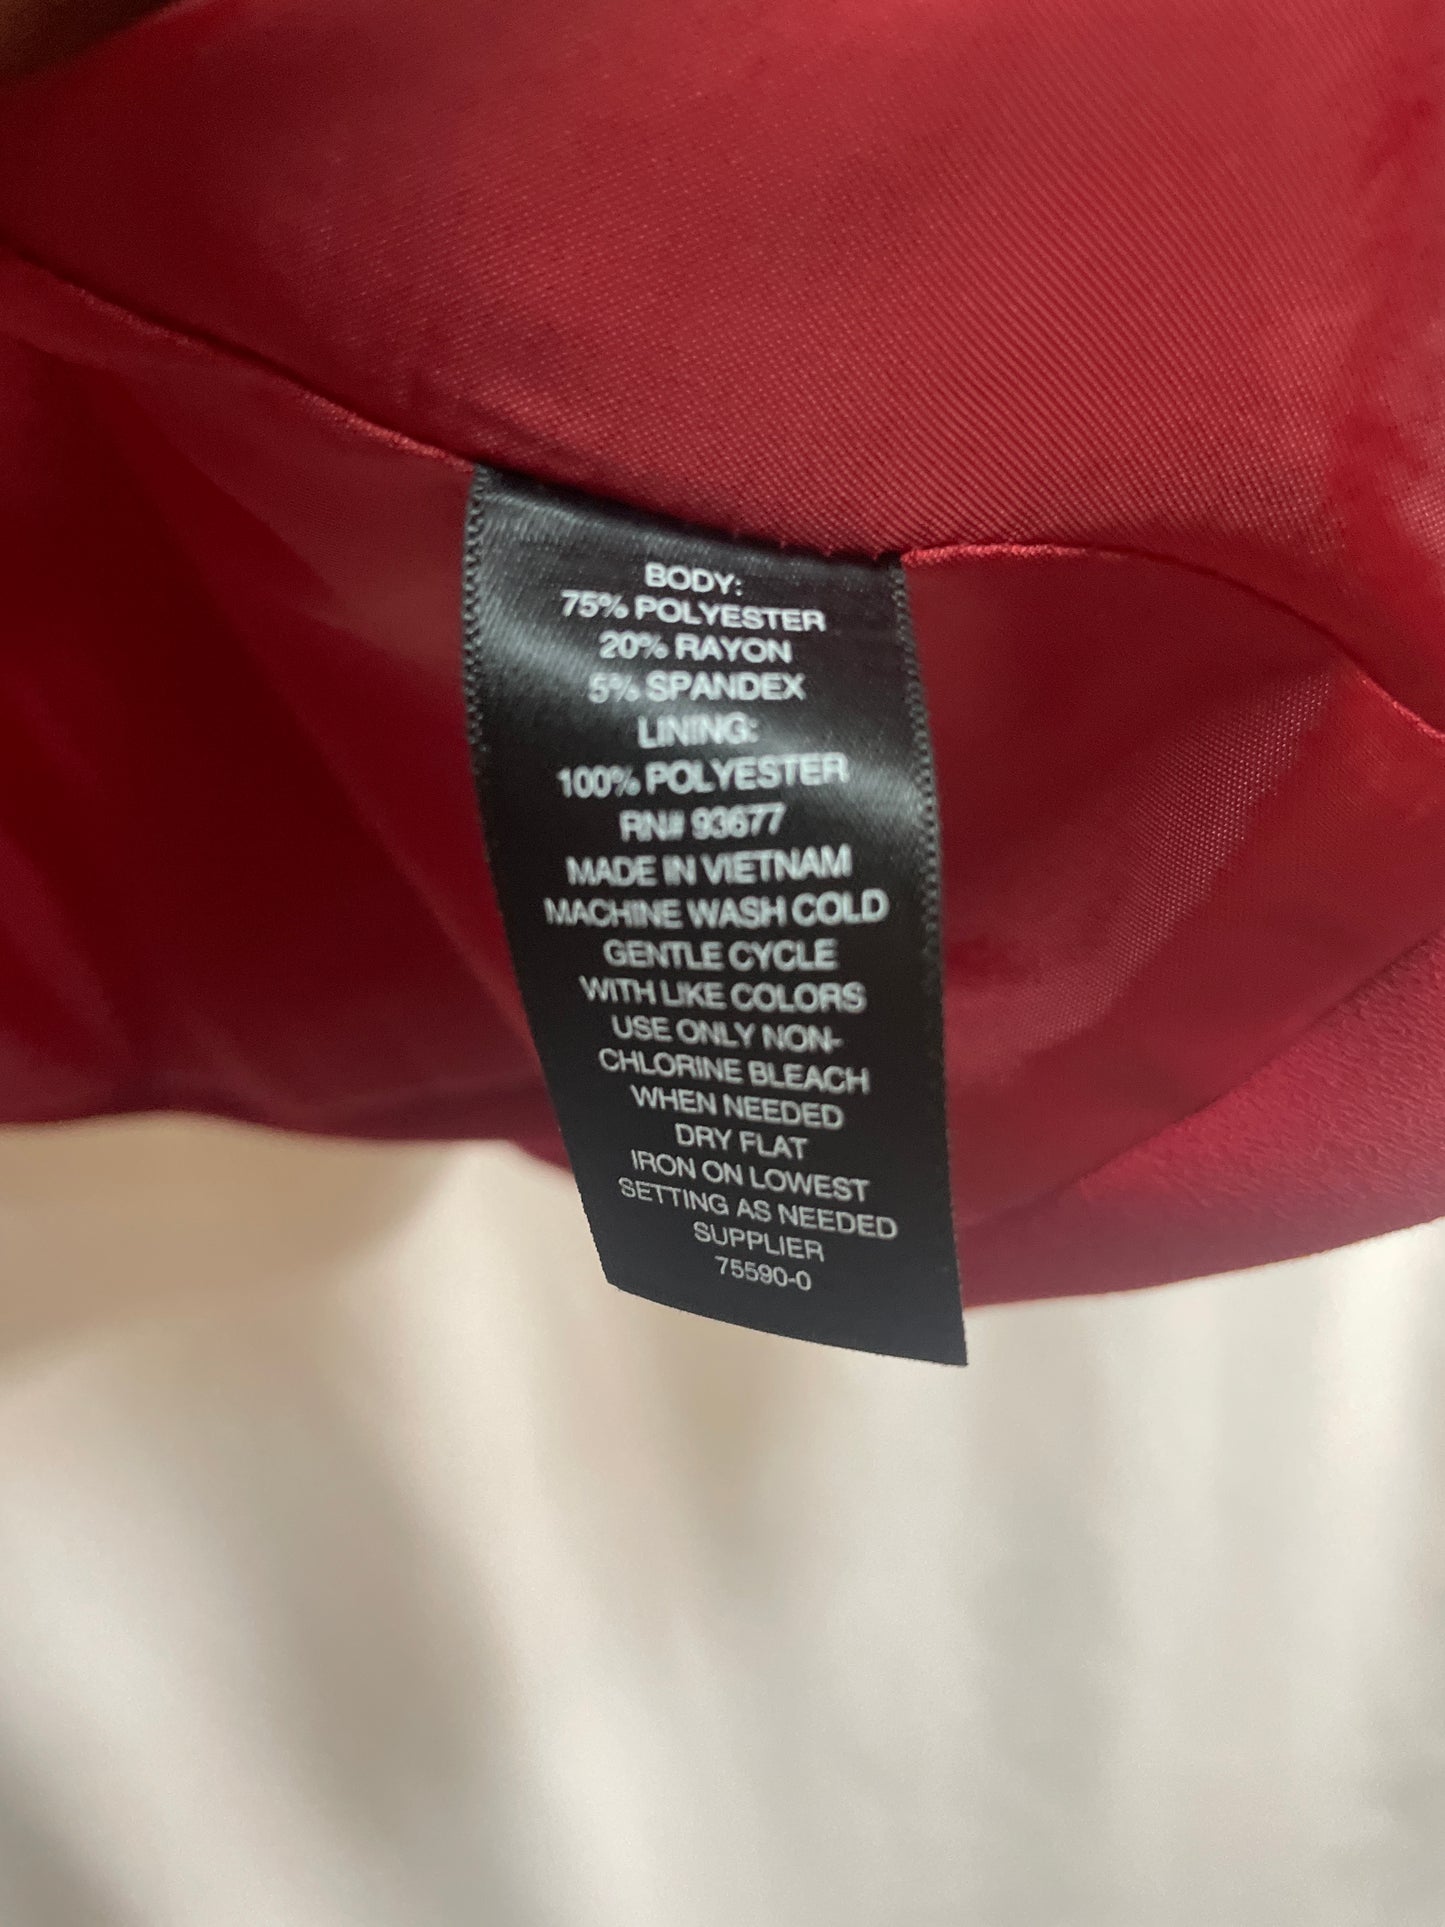 BODY:
75% POLYESTER
20% RAYON
5% SPANDEX
LINING:
100% POLYESTER
RN# 93677
MADE IN VIETNAM
MACHINE WASH COLD
GENTLE CYCLE
WITH LIKE COLORS
USE ONLY NON-
CHLORINE BLEACH
WHEN NEEDED
DRY FLAT
IRON ON LOWEST
SETTING AS NEEDED
SUPPLIER
75590-0